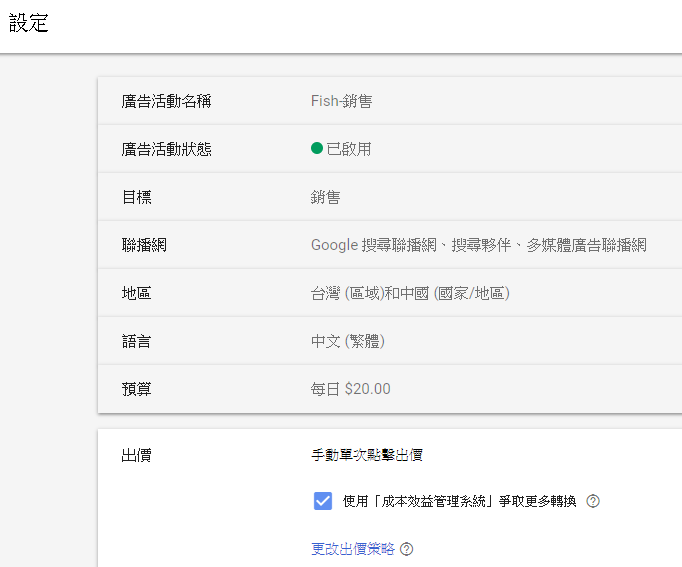 設定
廣告活動名稱 Fish-銷售
廣告活動狀態 已啟用
目標 銷售
聯播網 Google 搜尋聯播網、搜尋夥伴、多媒體廣告聯播網
地區 台灣 (區域)和中國 (國家/地區)
語言 中文 (繁體)
預算 每日 $20.00
出價 手動單次點擊出價
使用「成本效益管理系統」爭取更多轉換
更改出價策略